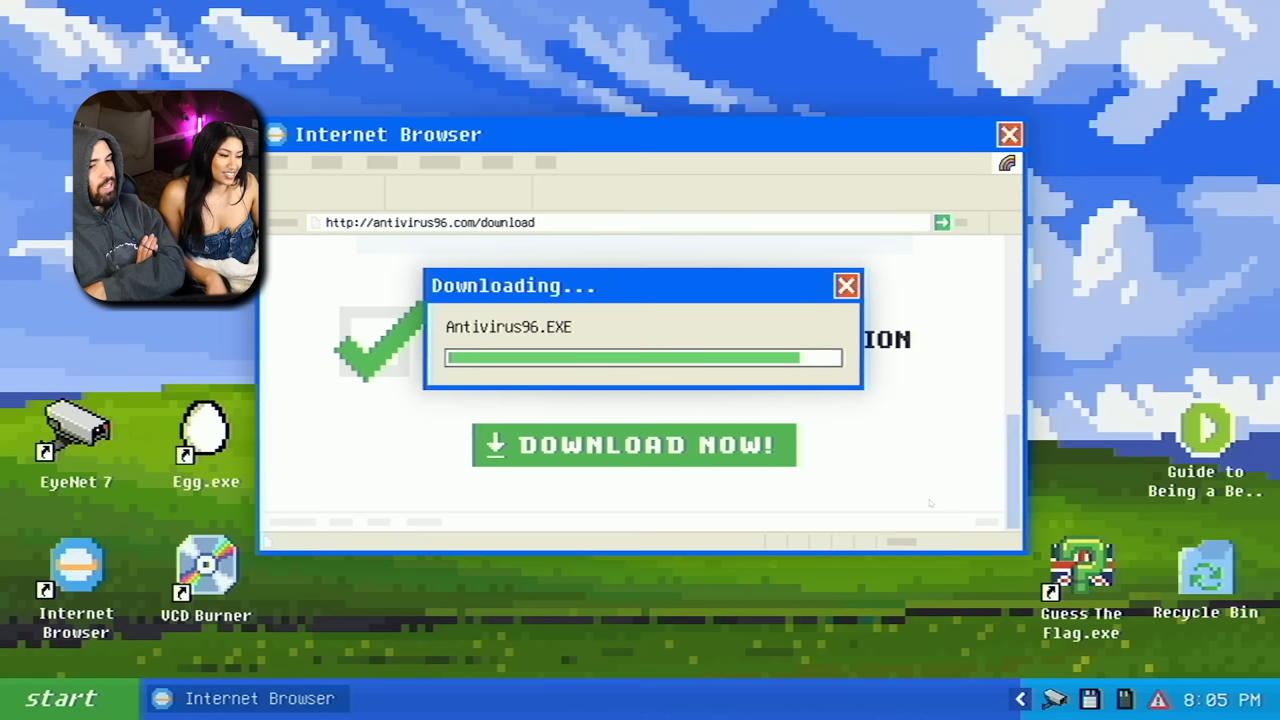 Internet Browser
http://antivirus96.com/download
Downloading...
Antivirus96.EXE
ION
DOWNLOAD NOW!
EyeNet 7
Egg.exe
Guide to
Being a Be..
Internet
Browser
VCD Burner
Guess The
Flag.exe
Recycle Bin
start
Internet Browser
8:05 PM